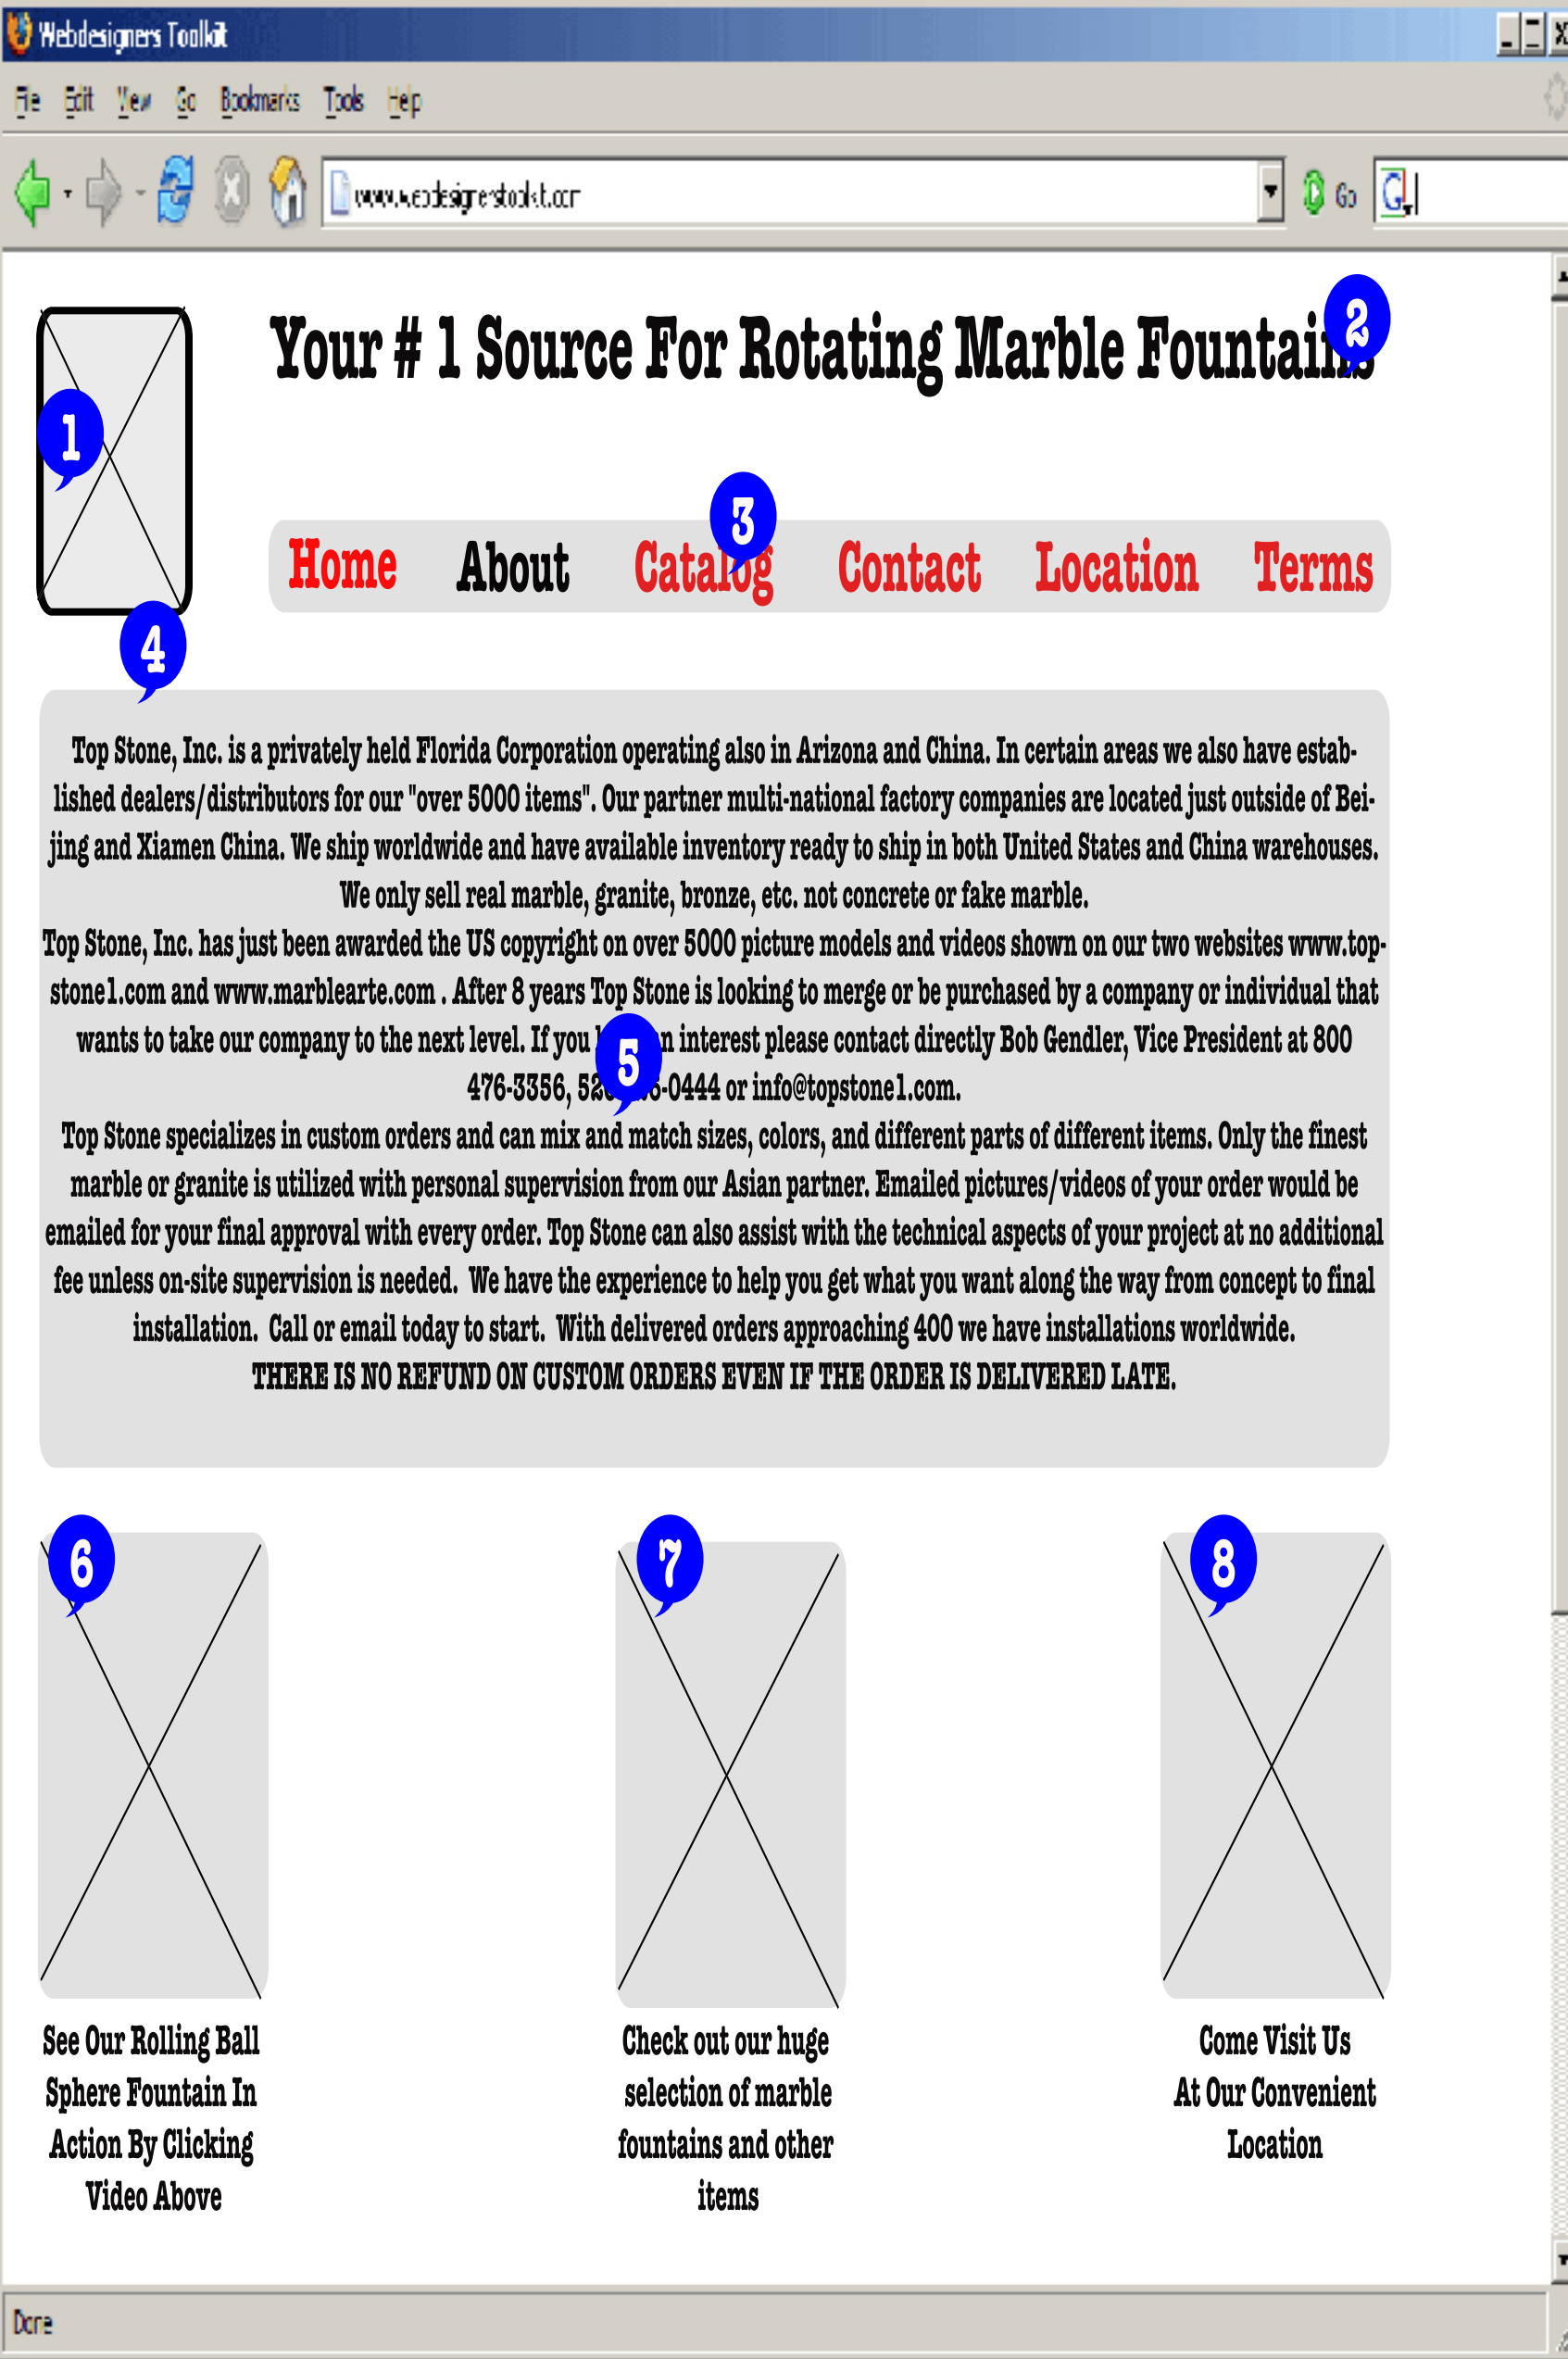 Webdesigners Toolkit
File Edit View Go Bookmarks Tools Help
www.webdesignerstoolkit.com Go G
Your # 1 Source For Rotating Marble Fountains
2
1
3
Home About Catalog Contact Location Terms
4
Top Stone, Inc. is a privately held Florida Corporation operating also in Arizona and China. In certain areas we also have estab-
lished dealers/distributors for our "over 5000 items". Our partner multi-national factory companies are located just outside of Bei-
jing and Xiamen China. We ship worldwide and have available inventory ready to ship in both United States and China warehouses.
We only sell real marble, granite, bronze, etc. not concrete or fake marble.
Top Stone, Inc. has just been awarded the US copyright on over 5000 picture models and videos shown on our two websites www.top-
stone1.com and www.marblearte.com . After 8 years Top Stone is looking to merge or be purchased by a company or individual that
wants to take our company to the next level. If you interest please contact directly Bob Gendler, Vice President at 800
5
476-3356, or info@topstone1.com.
Top Stone specializes in custom orders and can mix and match sizes, colors, and different parts of different items. Only the finest
marble or granite is utilized with personal supervision from our Asian partner. Emailed pictures/videos of your order would be
emailed for your final approval with every order. Top Stone can also assist with the technical aspects of your project at no additional
fee unless on-site supervision is needed. We have the experience to help you get what you want along the way from concept to final
installation. Call or email today to start. With delivered orders approaching 400 we have installations worldwide.
THERE IS NO REFUND ON CUSTOM ORDERS EVEN IF THE ORDER IS DELIVERED LATE.
6
7
8
See Our Rolling Ball
Sphere Fountain In
Action By Clicking
Video Above
Check out our huge
selection of marble
fountains and other
items
Come Visit Us
At Our Convenient
Location
Done